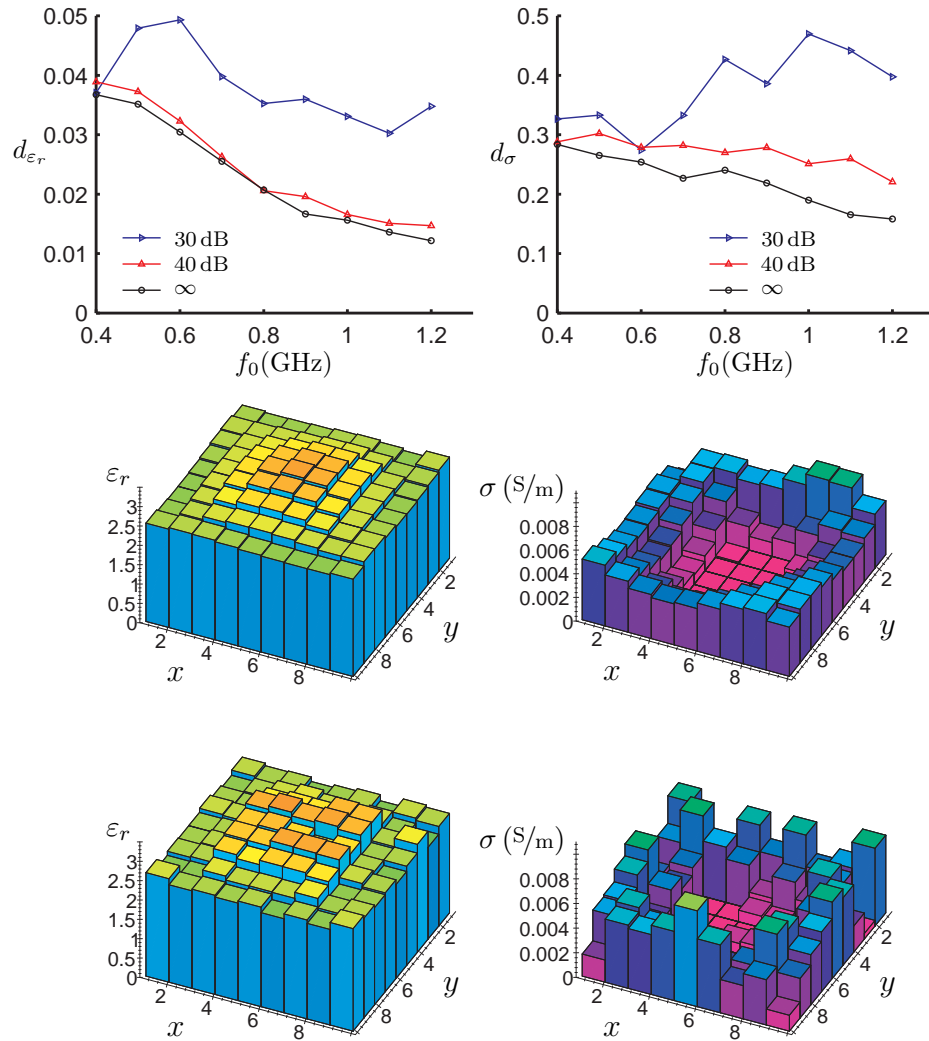 0.05
0.04
0.03
0.02
0.01
0
d_{ε_r}
30 dB
40 dB
∞
0.4 0.6 0.8 1 1.2
f_0(GHz)
0.5
0.4
0.3
0.2
0.1
0
d_σ
30 dB
40 dB
∞
0.4 0.6 0.8 1 1.2
f_0(GHz)
ε_r
3
2.5
2
1.5
1
0.5
0
2 4 6 8
x
2
4
6
8
y
σ (S/m)
0.008
0.006
0.004
0.002
0
2 4 6 8
x
2
4
6
8
y
ε_r
3
2.5
2
1.5
1
0.5
0
2 4 6 8
x
2
4
6
8
y
σ (S/m)
0.008
0.006
0.004
0.002
0
2 4 6 8
x
2
4
6
8
y